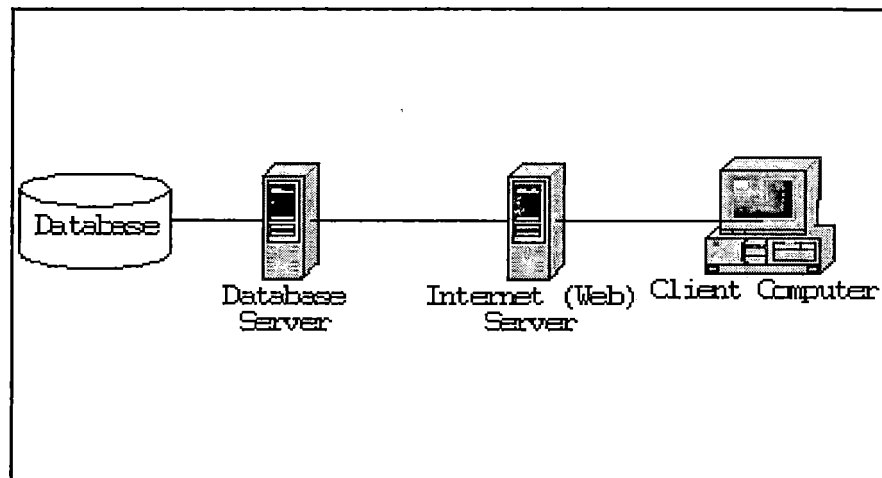 Database
Database
Server
Internet (Web)
Server
Client Computer